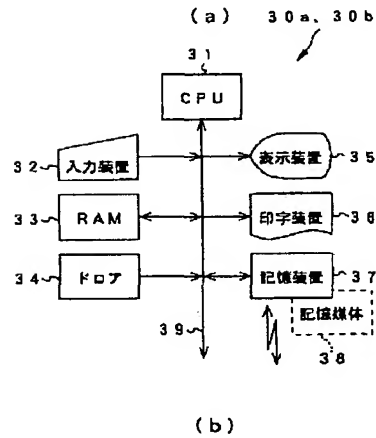 (a) 30a、30b
31
CPU
32 入力装置 表示装置 35
33 RAM 印字装置 36
34 ドロア 記憶装置 37
39 記憶媒体
38
(b)